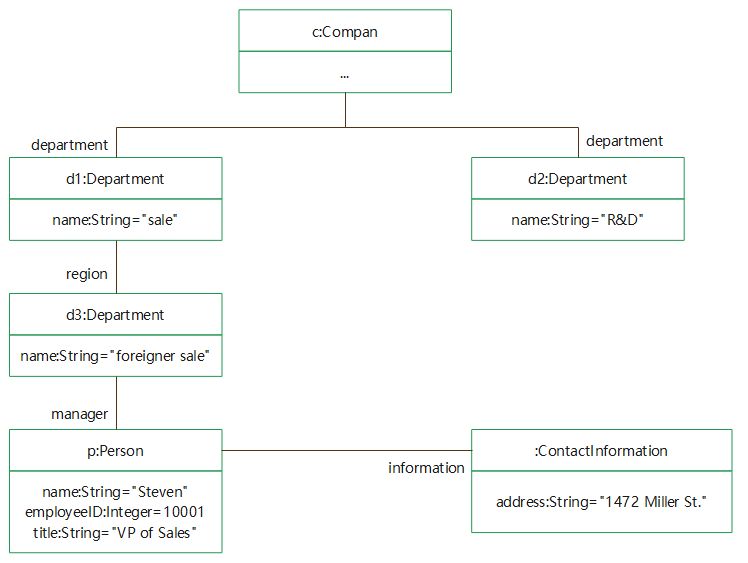 c:Compan
...
department
department
d1:Department
d2:Department
name:String="sale"
name:String="R&D"
region
d3:Department
name:String="foreigner sale"
manager
p:Person
:ContactInformation
information
name:String="Steven"
employeeID:Integer=10001
title:String="VP of Sales"
address:String="1472 Miller St."